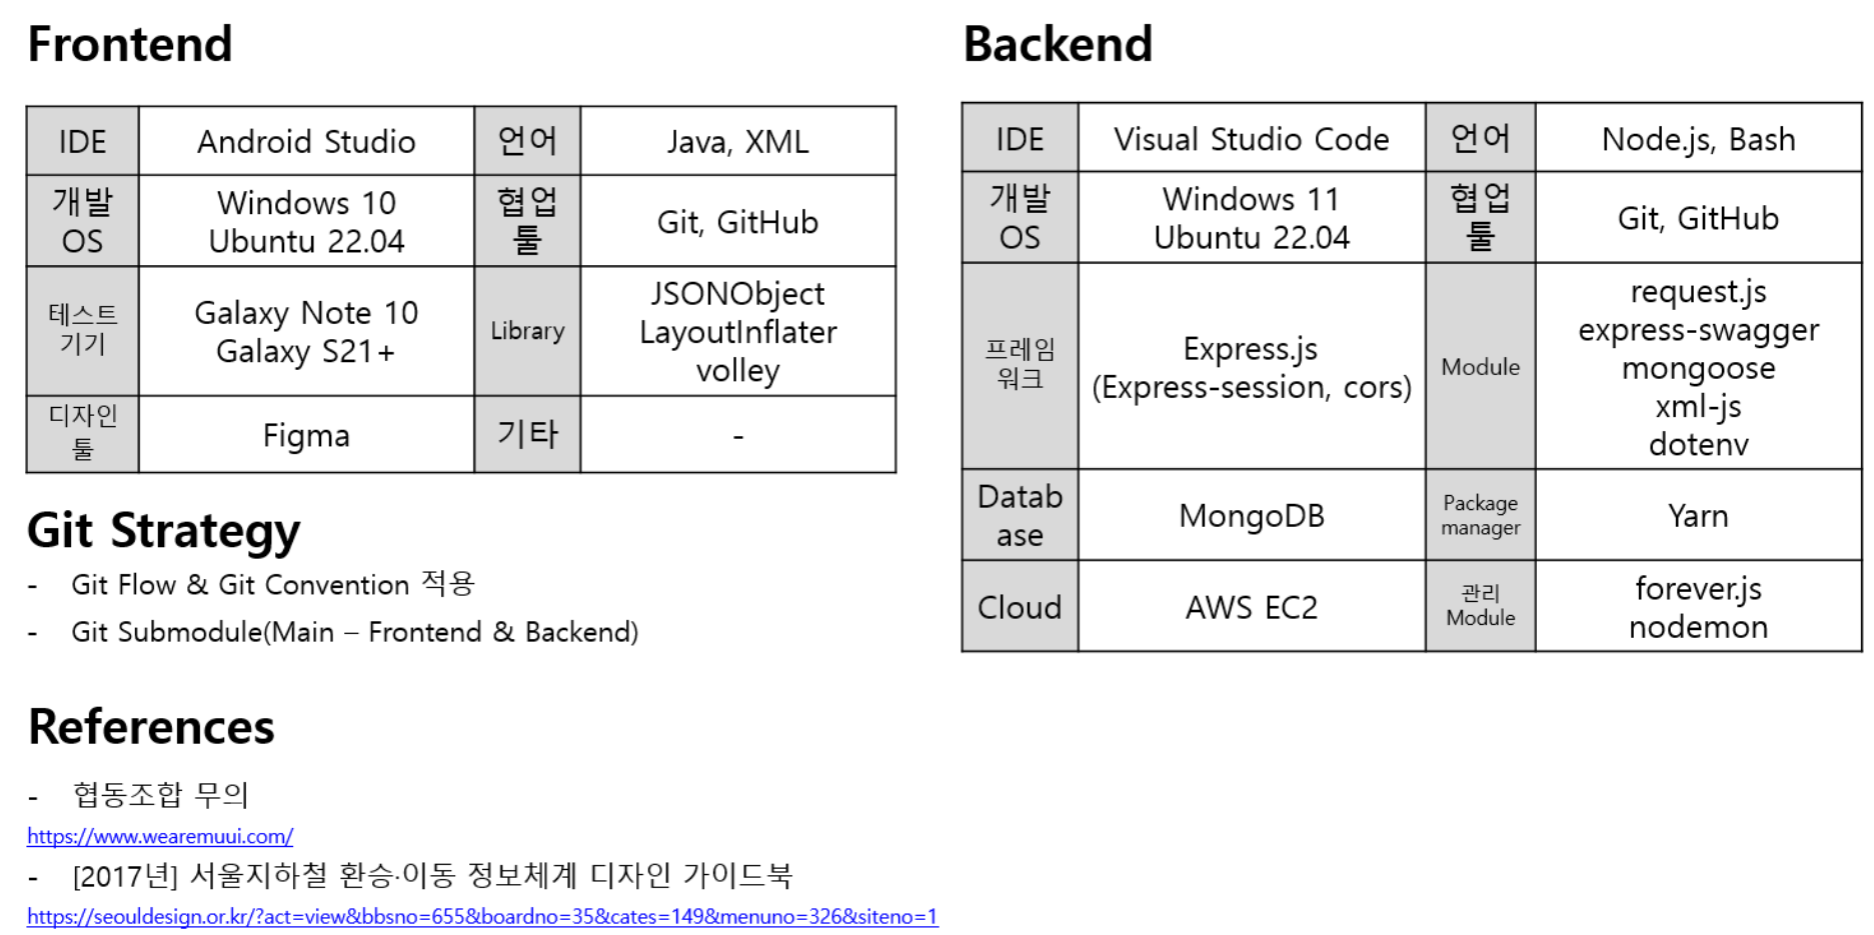 Frontend
IDE Android Studio 언어 Java, XML
개발 OS Windows 10 Ubuntu 22.04 협업 툴 Git, GitHub
테스트 기기 Galaxy Note 10 Galaxy S21+ Library JSONObject LayoutInflater volley
디자인 툴 Figma 기타 -
Git Strategy
- Git Flow & Git Convention 적용
- Git Submodule(Main – Frontend & Backend)
References
- 협동조합 무의
https://www.wearemuui.com/
- [2017년] 서울지하철 환승·이동 정보체계 디자인 가이드북
https://seouldesign.or.kr/?act=view&bbsno=655&boardno=35&cates=149&menuno=326&siteno=1
Backend
IDE Visual Studio Code 언어 Node.js, Bash
개발 OS Windows 11 Ubuntu 22.04 협업 툴 Git, GitHub
프레임 워크 Express.js (Express-session, cors) Module request.js express-swagger mongoose xml-js dotenv
Datab ase MongoDB Package manager Yarn
Cloud AWS EC2 관리 Module forever.js nodemon